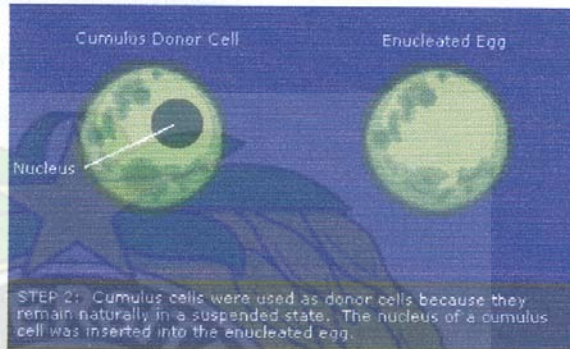 Cumulus Donor Cell
Enucleated Egg
Nucleus
STEP 2: Cumulus cells were used as donor cells because they
remain naturally in a suspended state. The nucleus of a cumulus
cell was inserted into the enucleated egg.